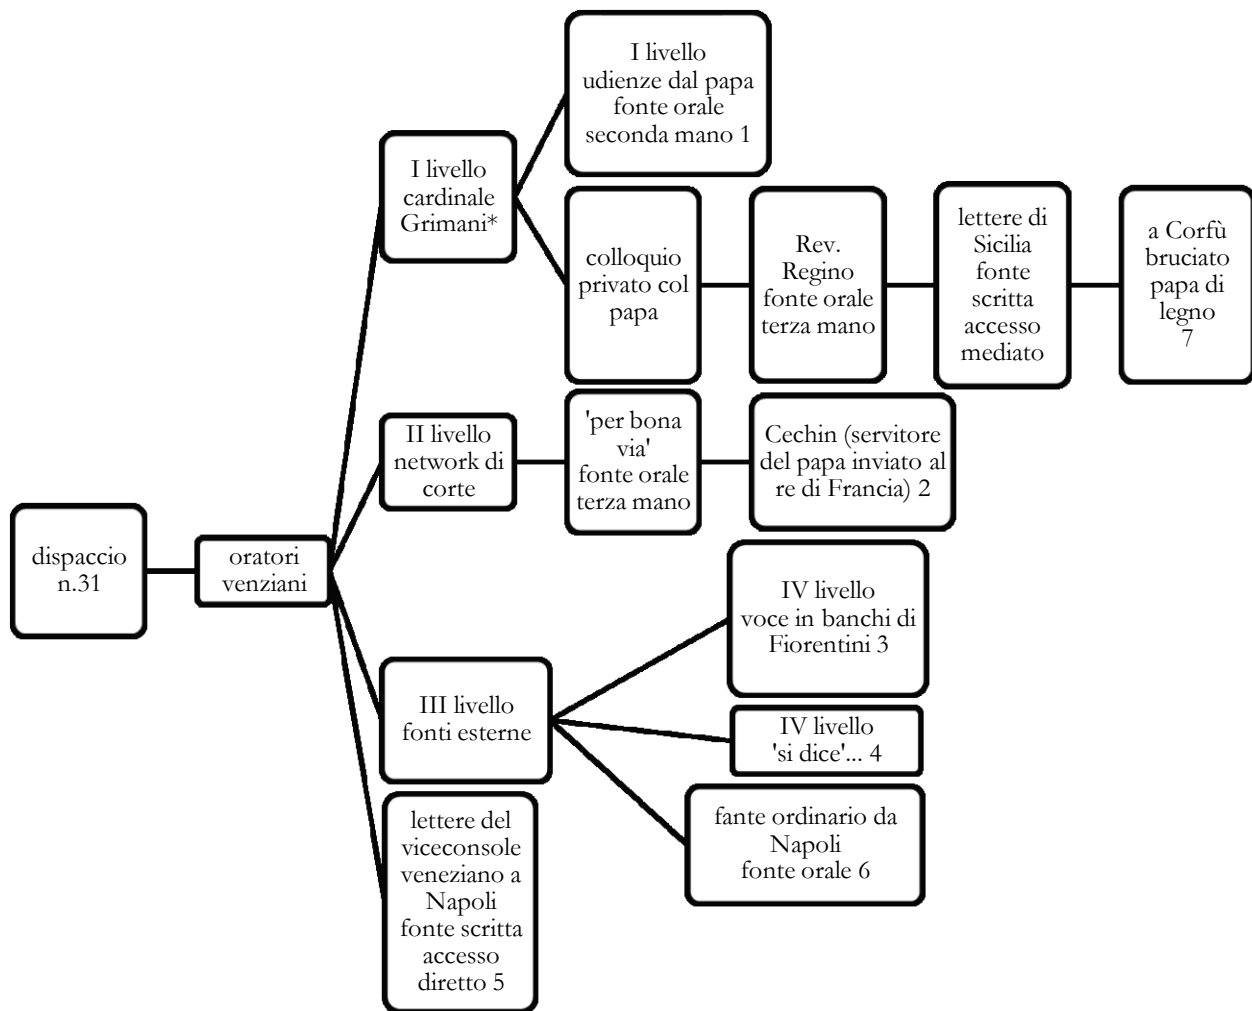 dispaccio
n.31
oratori
venziani
I livello
cardinale
Grimani*
I livello
udienze dal papa
fonte orale
seconda mano 1
colloquio
privato col
papa
Rev.
Regino
fonte orale
terza mano
lettere di
Sicilia
fonte
scritta
accesso
mediato
a Corfù
bruciato
papa di
legno
7
II livello
network di
corte
'per bona
via'
fonte orale
terza mano
Cechin (servitore
del papa inviato al
re di Francia) 2
III livello
fonti esterne
IV livello
voce in banchi di
Fiorentini 3
IV livello
'si dice'... 4
fante ordinario da
Napoli
fonte orale 6
lettere del
viceconsole
veneziano a
Napoli
fonte scritta
accesso
diretto 5